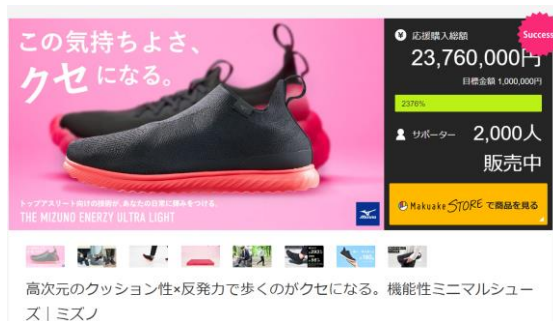 この気持ちよさ、
クセになる。
トップアスリート向けの技術が、あなたの日常に弾みをつける。
THE MIZUNO ENERZY ULTRA LIGHT
MIZUNO
Success
応援購入総額
23,760,000円
目標金額 1,000,000円
2376%
サポーター 2,000人
販売中
Makuake STORE で商品を見る
高次元のクッション性×反発力で歩くのがクセになる。機能性ミニマルシュー
ズ｜ミズノ